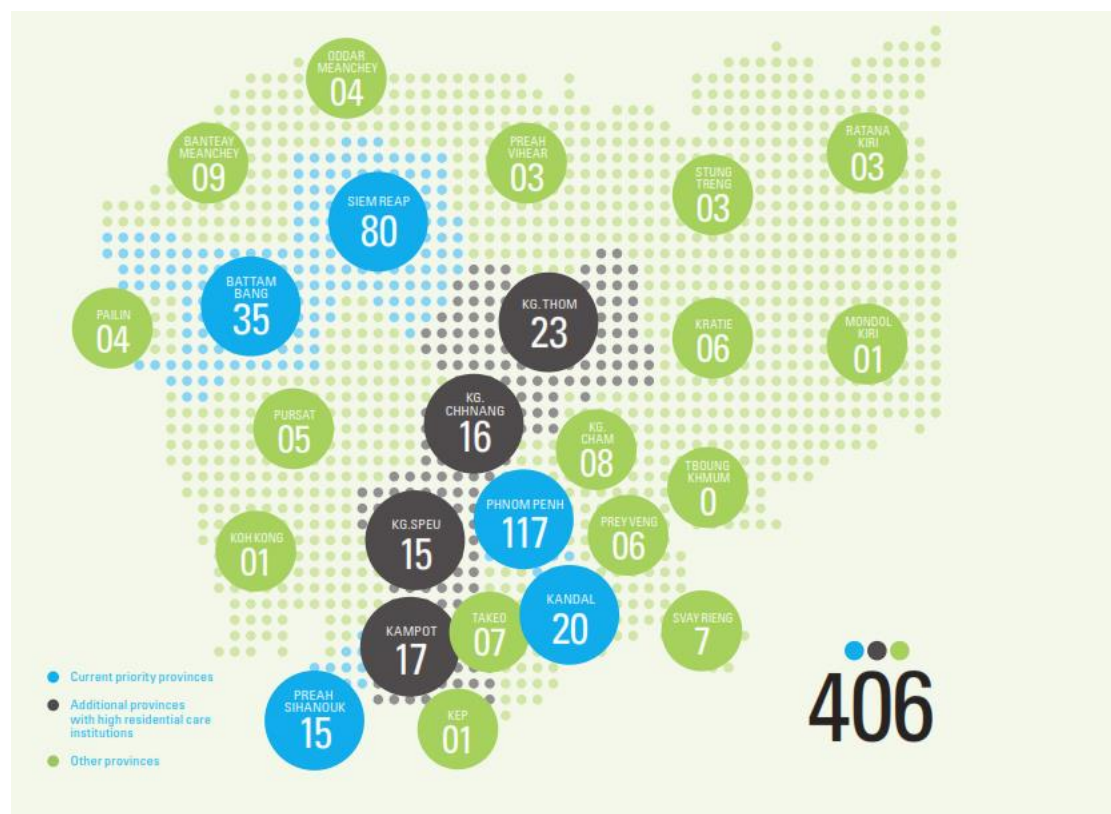 ODDAR
MEANCHEY
04
BANTEAY
MEANCHEY
09
PREAH
VIHEAR
03
RATANA
KIRI
03
STUNG
TRENG
03
SIEM REAP
80
BATTAM
BANG
35
PAILIN
04
KG. THOM
23
KRATIE
06
MONDOL
KIRI
01
PURSAT
05
KG.
CHHNANG
16
KG.
CHAM
08
TBOUNG
KHMUM
0
PHNOM PENH
117
PREY VENG
06
KG.SPEU
15
KOH KONG
01
KANDAL
20
TAKEO
07
SVAY RIENG
7
KAMPOT
17
PREAH
SIHANOUK
15
KEP
01
Current priority provinces
Additional provinces
with high residential care
institutions
Other provinces
406